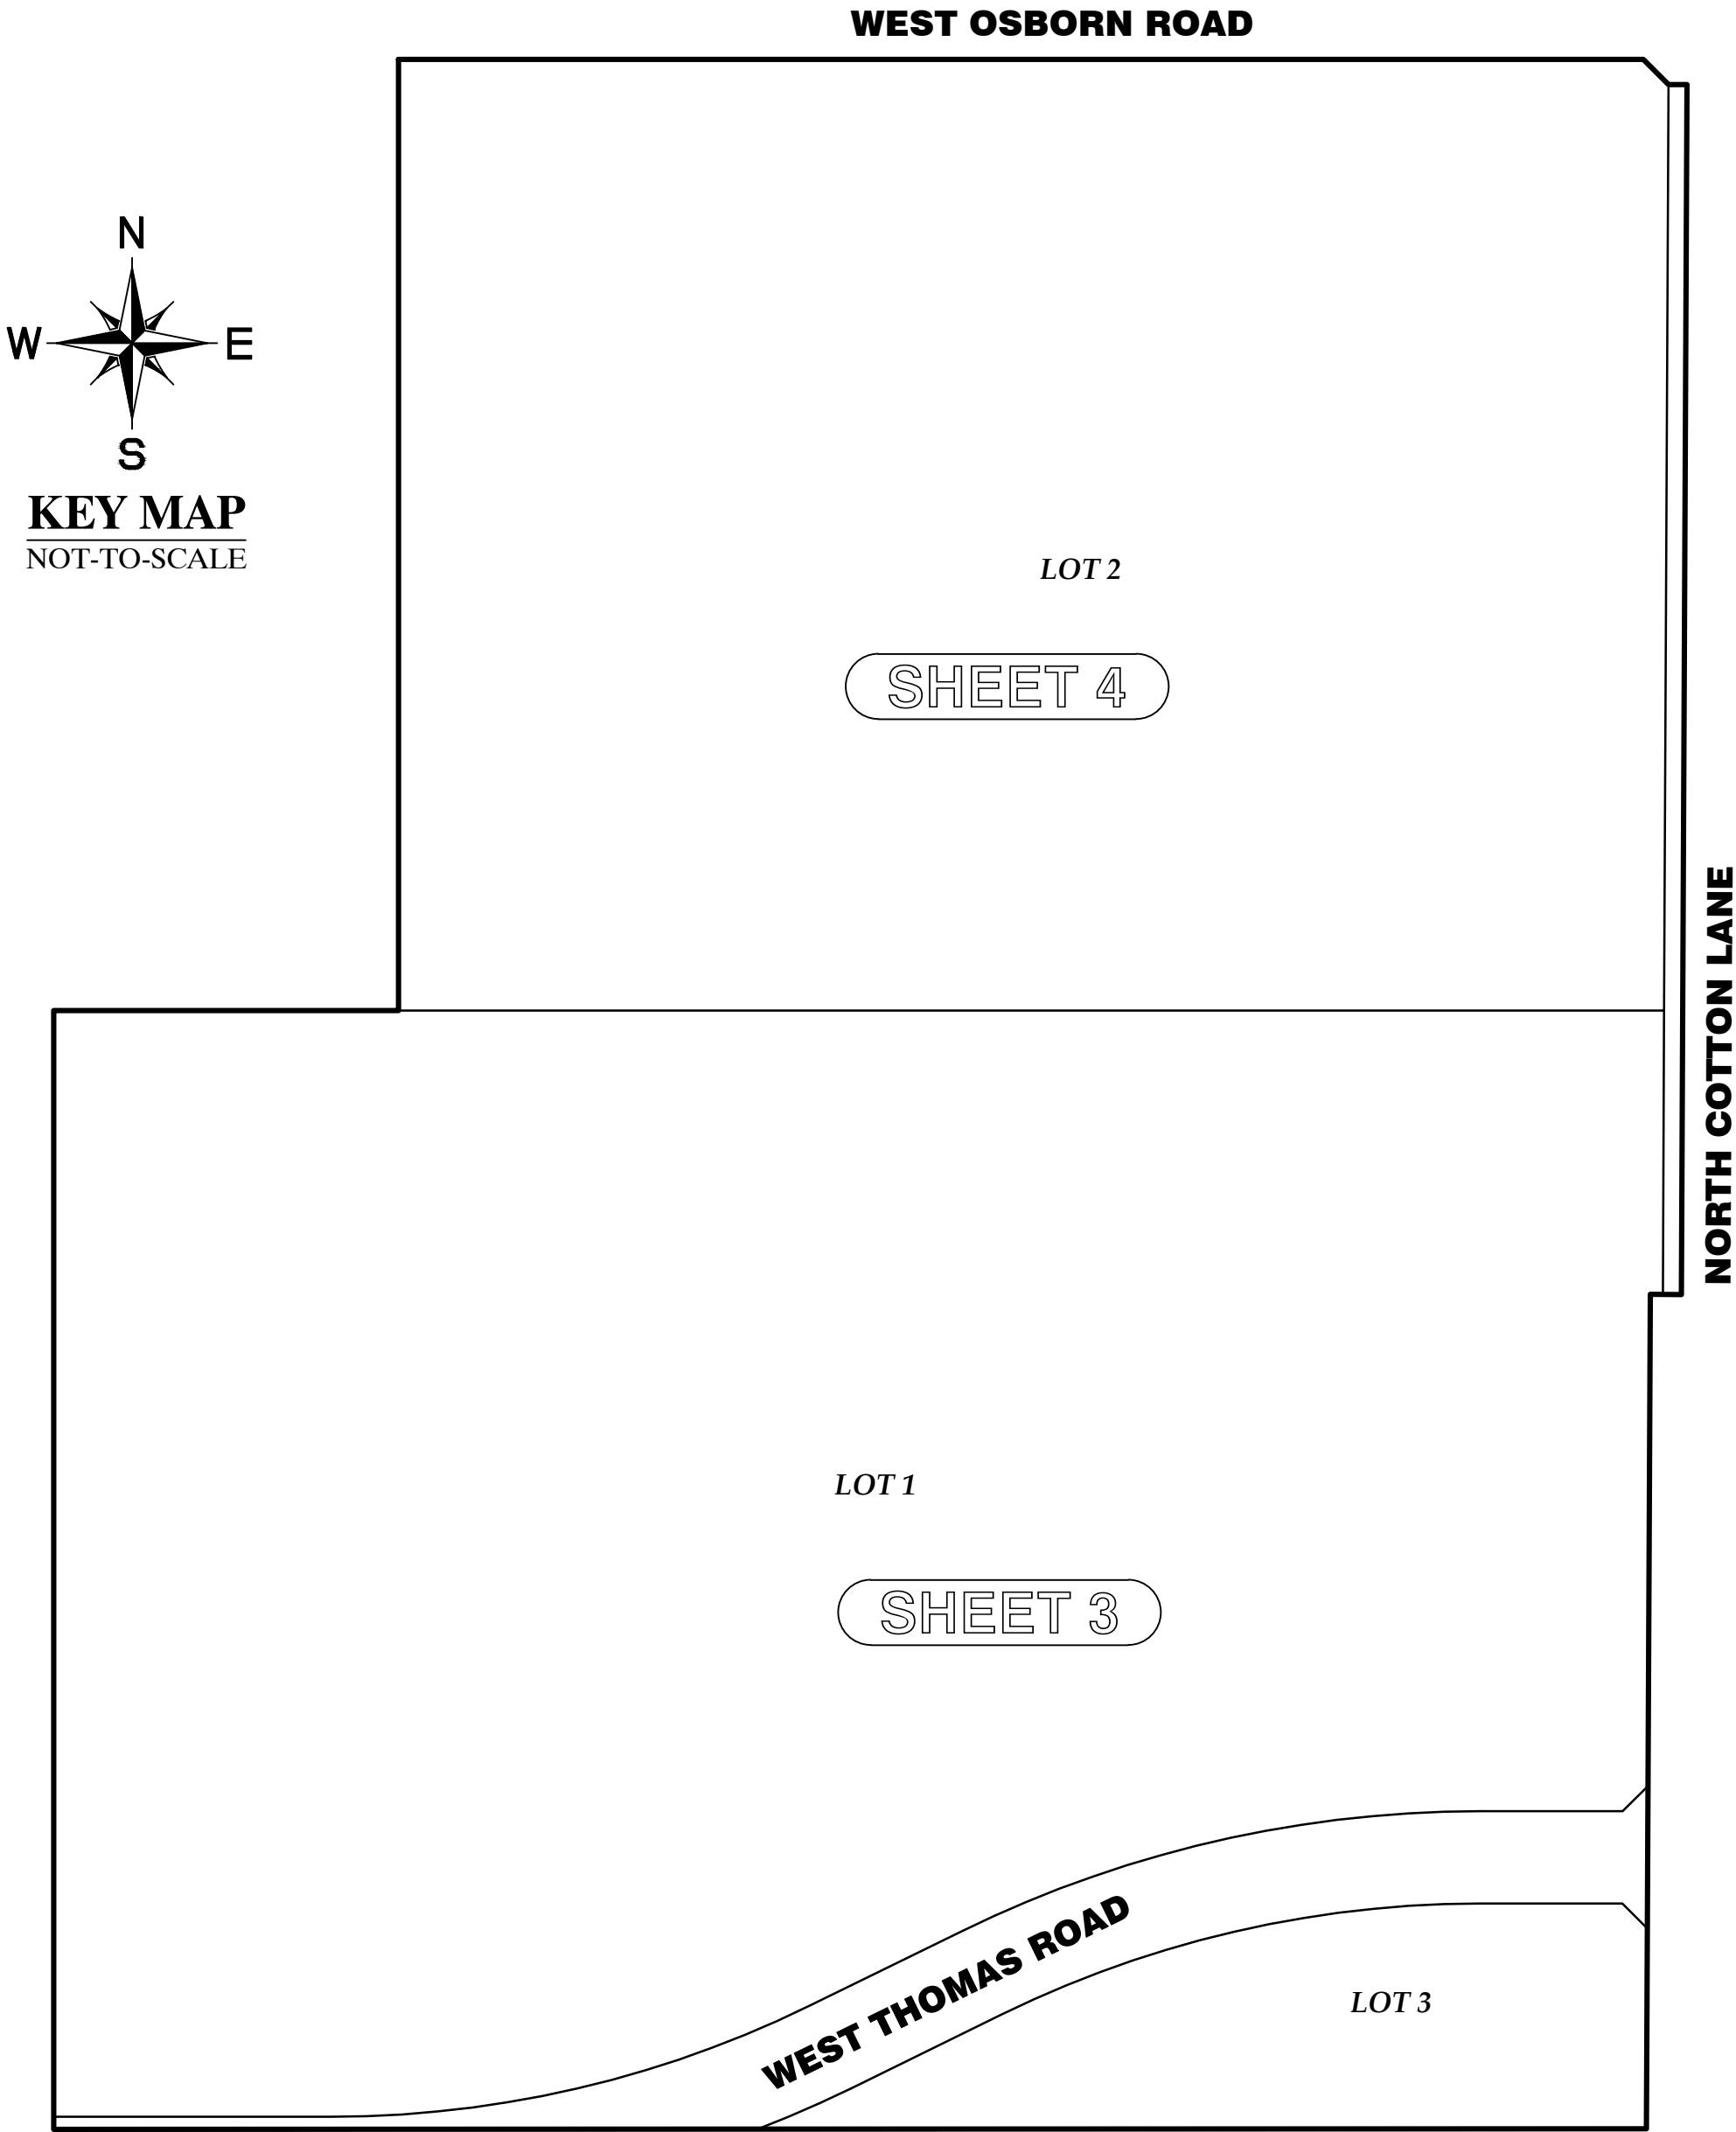 WEST OSBORN ROAD
N
W E
S
KEY MAP
NOT-TO-SCALE
LOT 2
SHEET 4
NORTH COTTON LANE
LOT 1
SHEET 3
WEST THOMAS ROAD
LOT 3